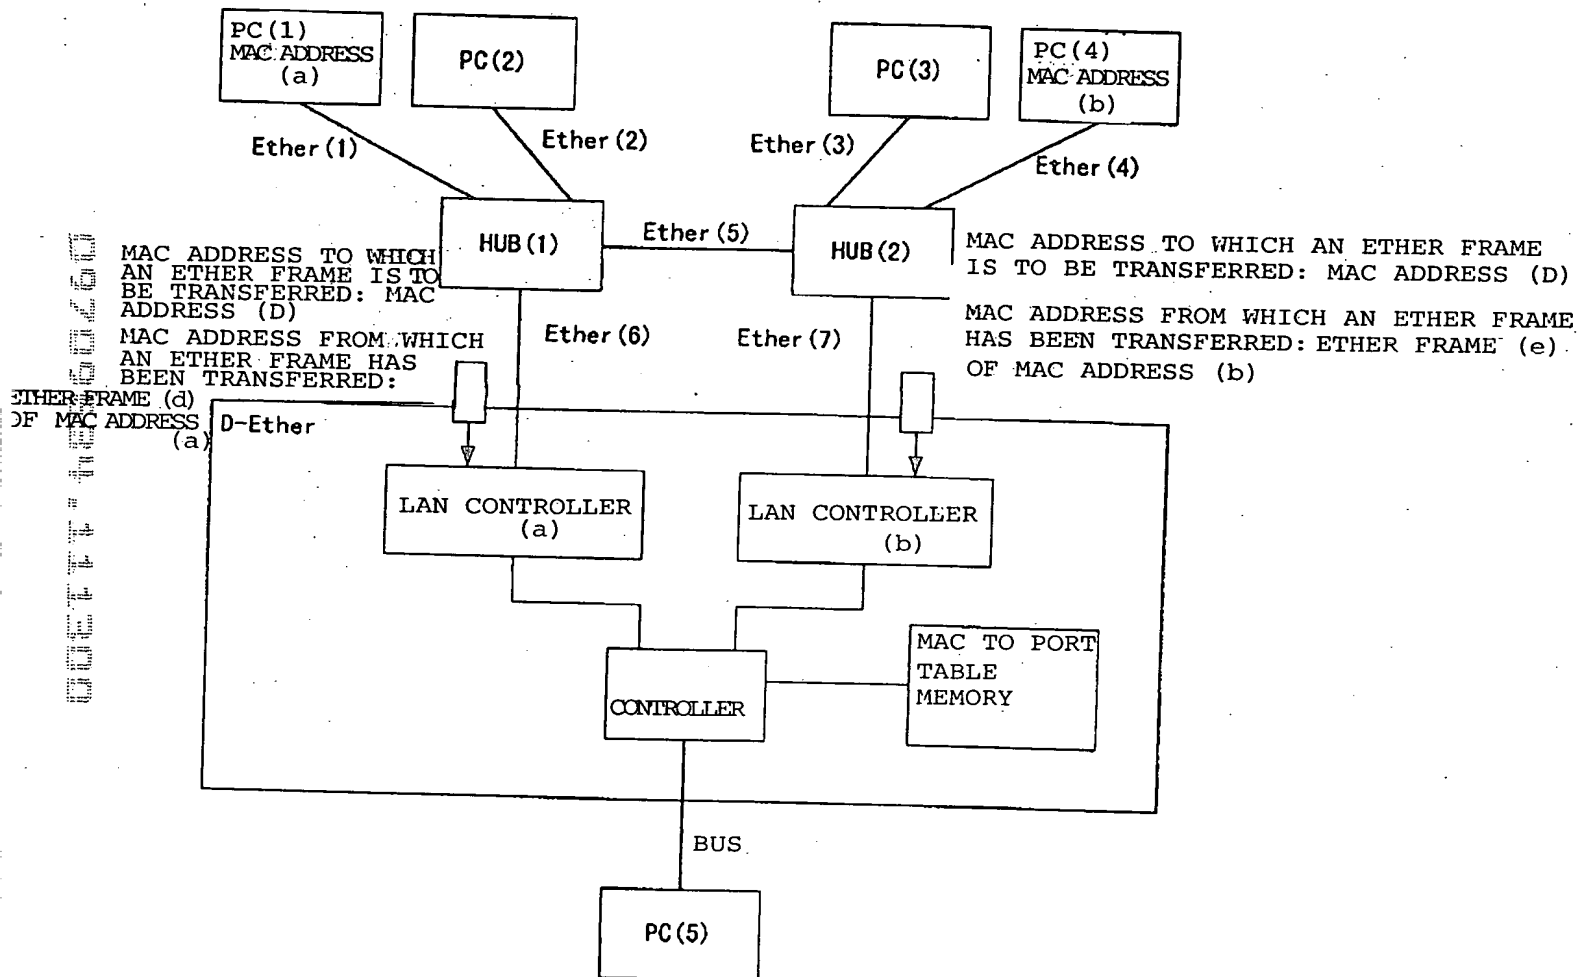 PC(1)
MAC ADDRESS
(a)
PC(2)
PC(3)
PC(4)
MAC ADDRESS
(b)
Ether(1)
Ether(2)
Ether(3)
Ether(4)
HUB(1)
Ether(5)
HUB(2)
MAC ADDRESS TO WHICH
AN ETHER FRAME IS TO
BE TRANSFERRED: MAC
ADDRESS (D)
MAC ADDRESS FROM WHICH
AN ETHER FRAME HAS
BEEN TRANSFERRED:
ETHER FRAME (d)
OF MAC ADDRESS
(a)
MAC ADDRESS TO WHICH AN ETHER FRAME
IS TO BE TRANSFERRED: MAC ADDRESS (D)
MAC ADDRESS FROM WHICH AN ETHER FRAME
HAS BEEN TRANSFERRED: ETHER FRAME (e)
OF MAC ADDRESS (b)
Ether(6)
Ether(7)
D-Ether
LAN CONTROLLER
(a)
LAN CONTROLLER
(b)
CONTROLLER
MAC TO PORT
TABLE
MEMORY
BUS
PC(5)